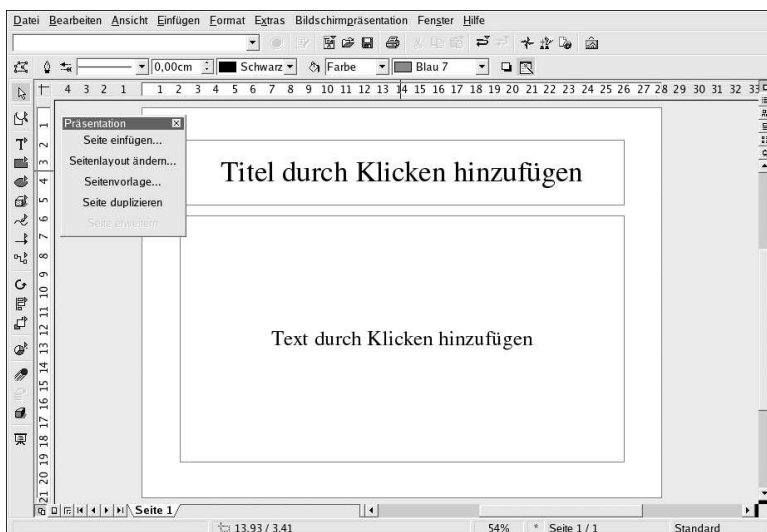 Datei Bearbeiten Ansicht Einfügen Format Extras Bildschirmpräsentation Fenster Hilfe
0,00cm Schwarz Farbe Blau 7
4 3 2 1 1 2 3 4 5 6 7 8 9 10 11 12 13 14 15 16 17 18 19 20 21 22 23 24 25 26 27 28 29 30 31 32 33
1 2 3 4 5 6 7 8 9 10 11 12 13 14 15 16 17 18 19 20 21
Präsentation
Seite einfügen...
Seitenlayout ändern...
Seitenvorlage...
Seite duplizieren
Seite erweitern
Titel durch Klicken hinzufügen
Text durch Klicken hinzufügen
Seite 1
13,93 / 3,41 54% * Seite 1 / 1 Standard